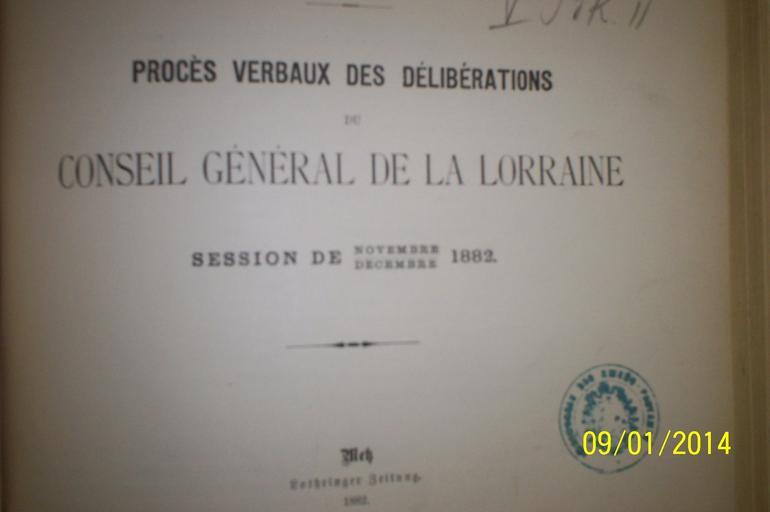 PROCÈS VERBAUX DES DÉLIBÉRATIONS
DU
CONSEIL GÉNÉRAL DE LA LORRAINE
SESSION DE NOVEMBRE DECEMBRE 1882.
Metz
Lothringer Zeitung.
1882.
09/01/2014